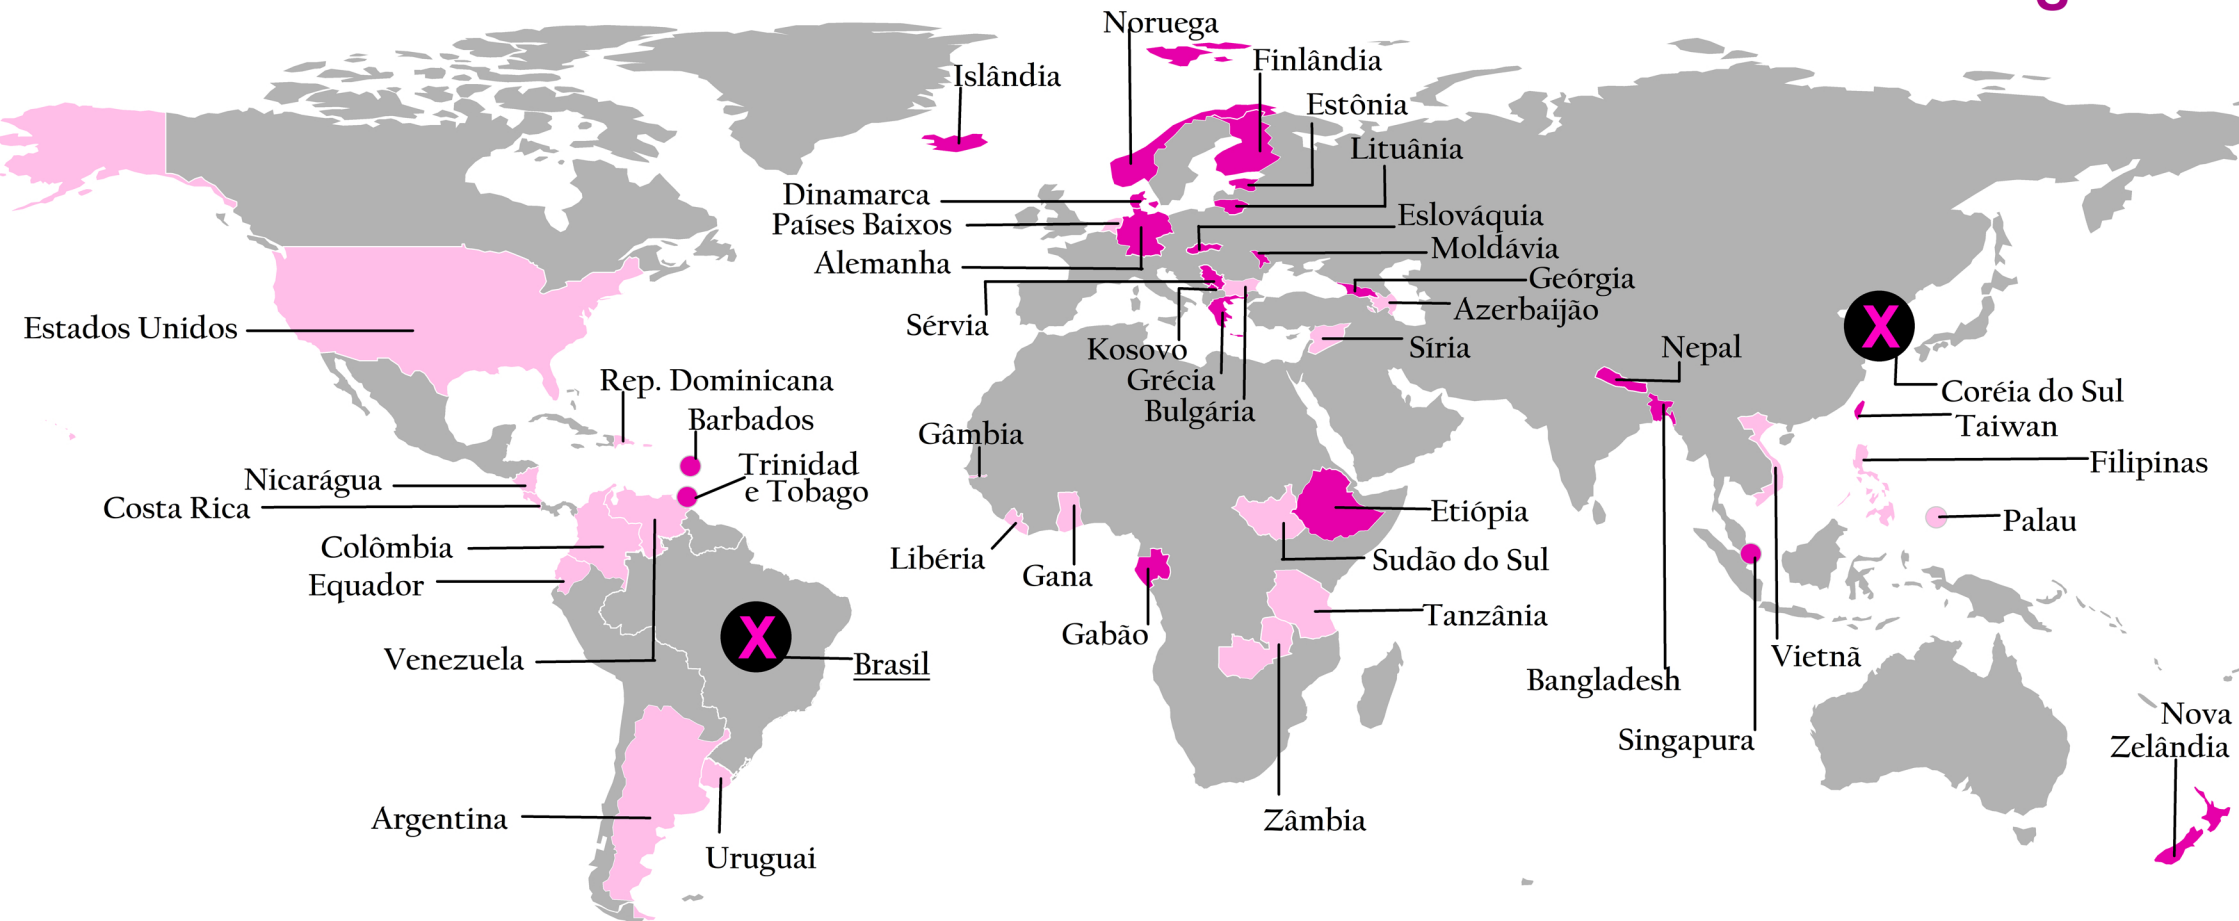 Noruega
Finlândia
Islândia
Estônia
Lituânia
Dinamarca
Países Baixos
Eslováquia
Moldávia
Alemanha
Geórgia
Azerbaijão
Sérvia
Estados Unidos
X
Kosovo
Síria
Nepal
Grécia
Rep. Dominicana
Coréia do Sul
Bulgária
Barbados
Taiwan
Gâmbia
Trinidad
e Tobago
Filipinas
Nicarágua
Costa Rica
Etiópia
Palau
Colômbia
Libéria
Sudão do Sul
Gana
Equador
Tanzânia
Gabão
X
Venezuela
Brasil
Vietnã
Bangladesh
Nova
Zelândia
Singapura
Argentina
Zâmbia
Uruguai